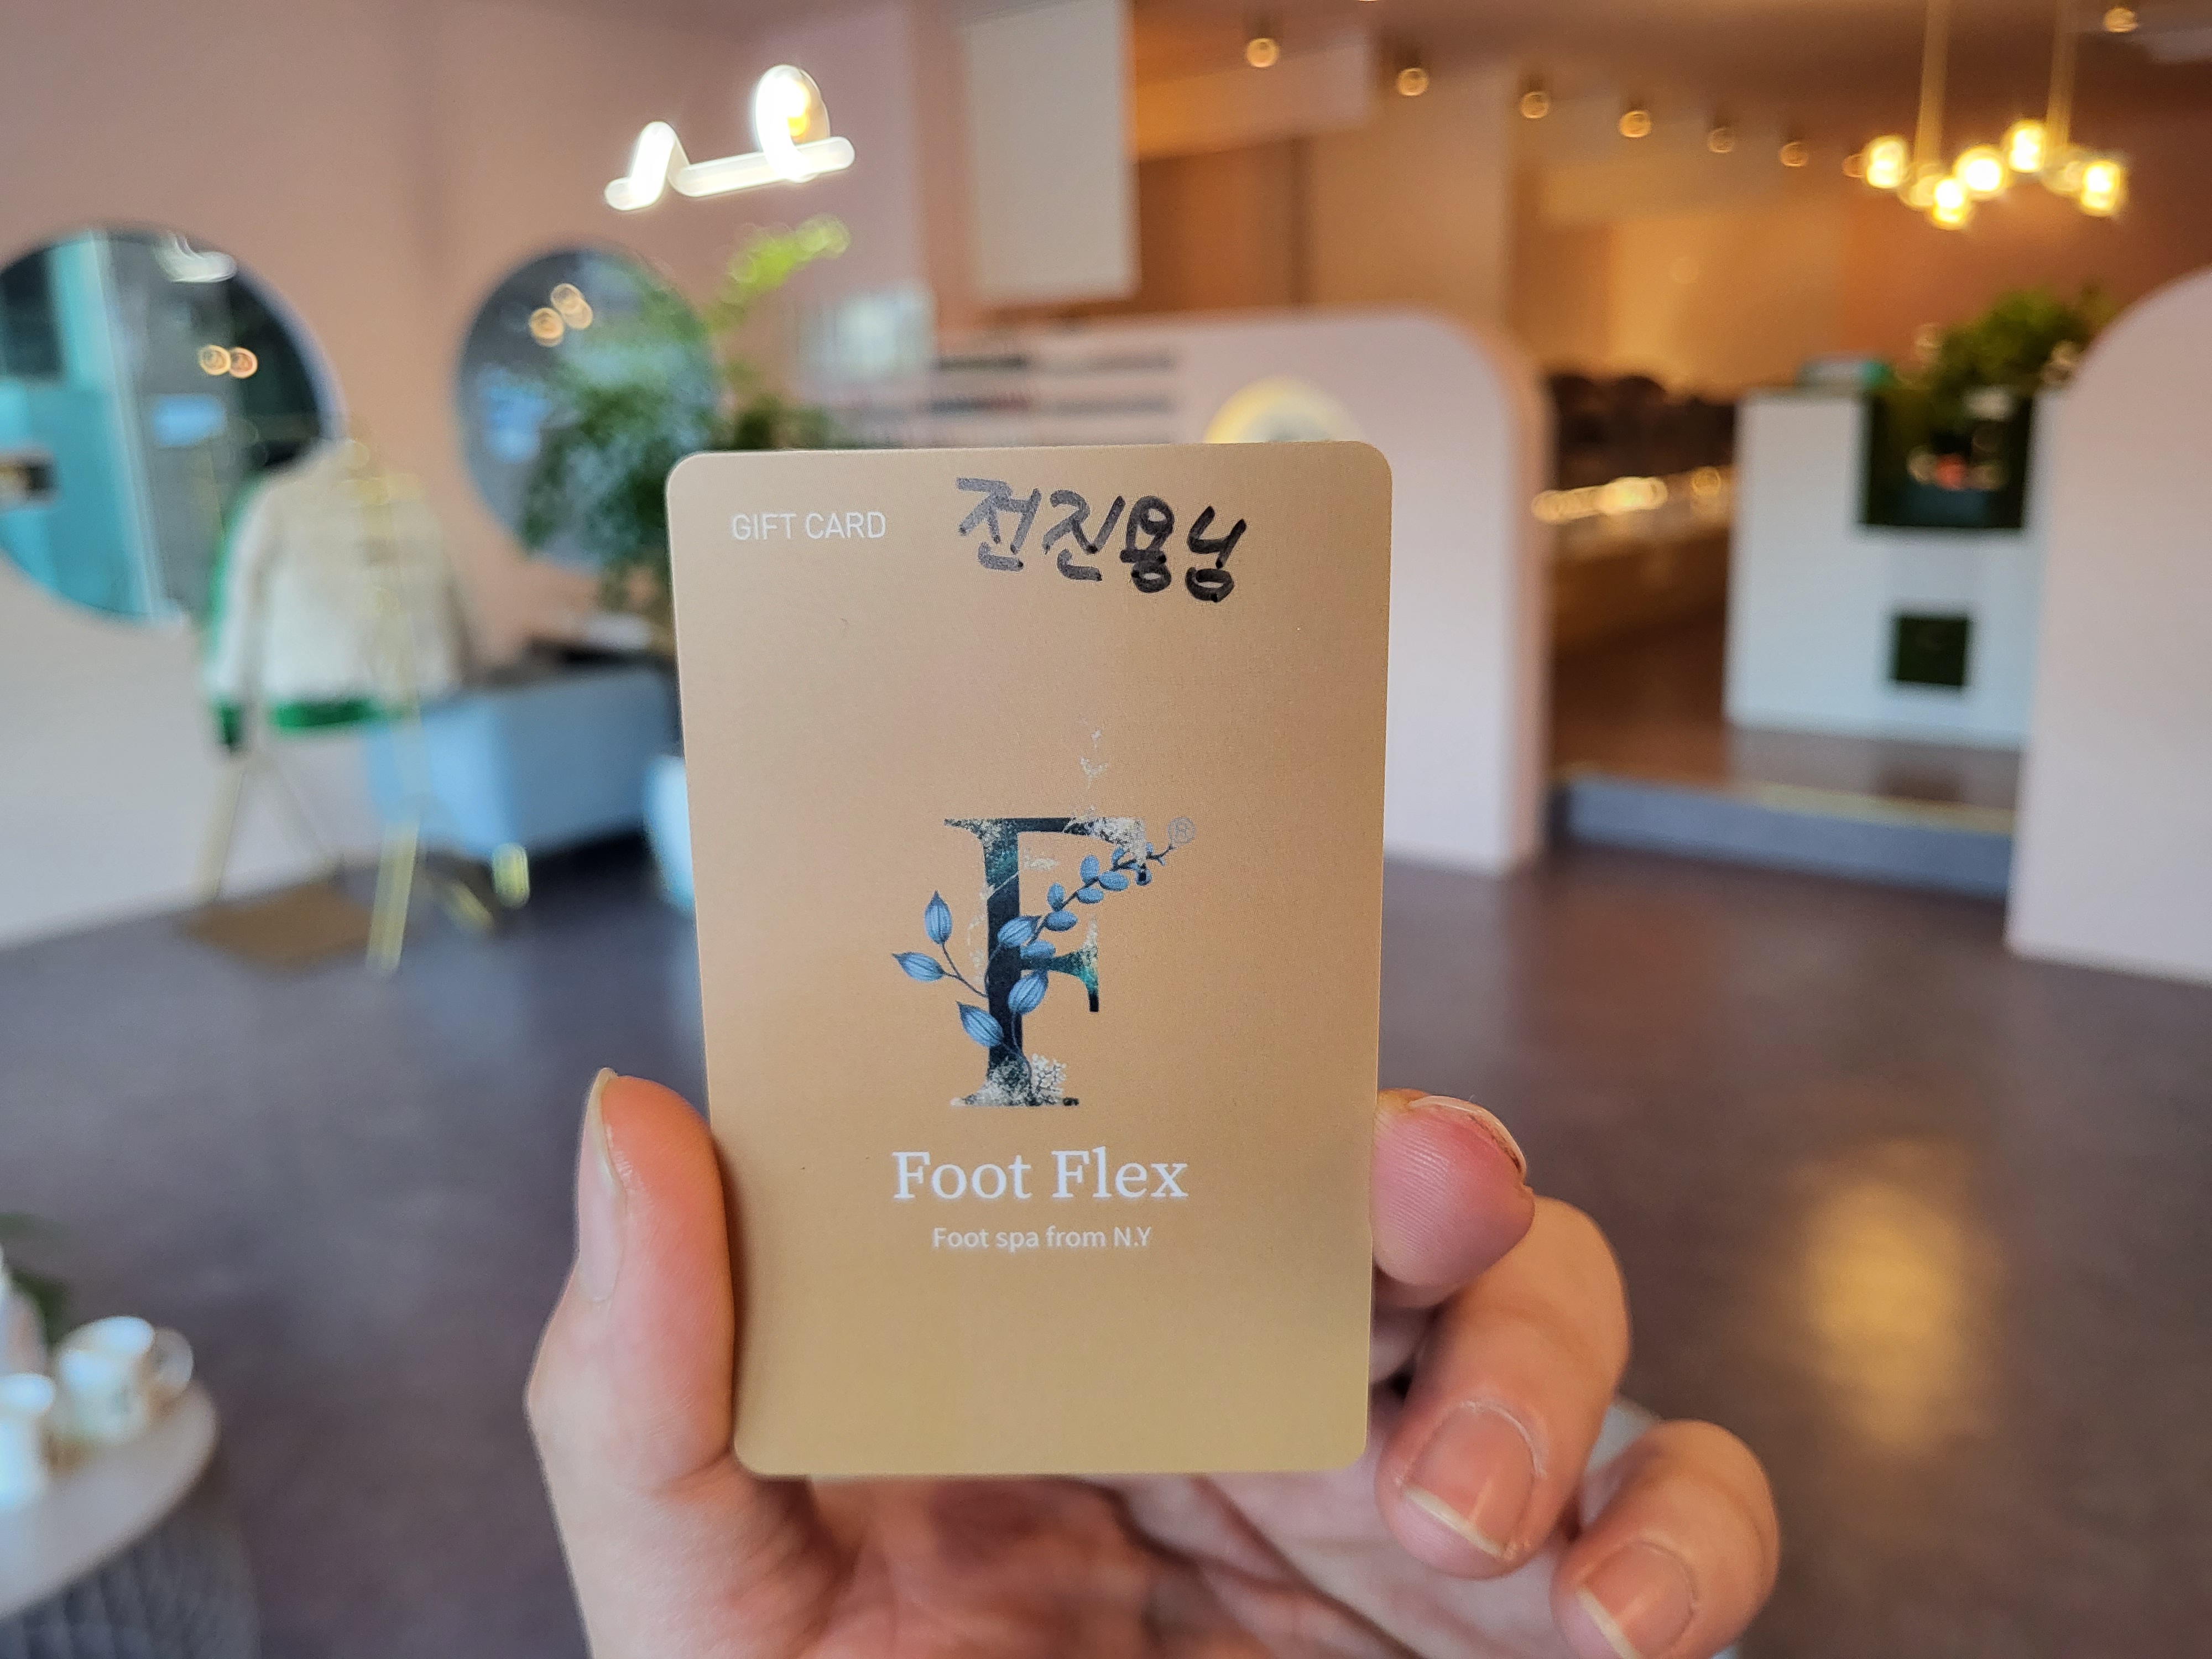 GIFT CARD 전진용님
F®
Foot Flex
Foot spa from N.Y